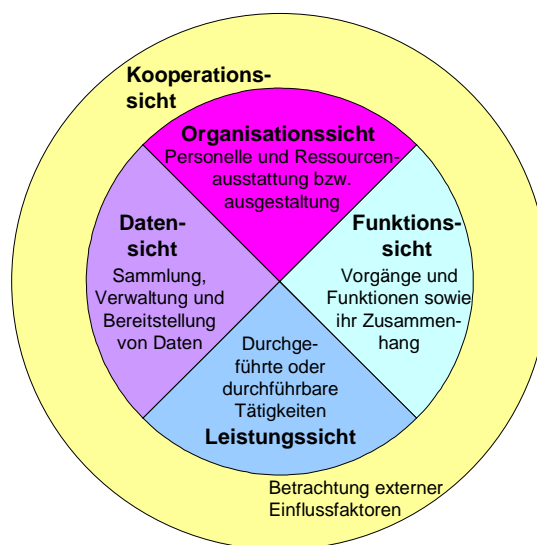 Kooperations-
sicht
Organisationssicht
Personelle und Ressourcen-
ausstattung bzw.
ausgestaltung
Daten-
sicht
Sammlung,
Verwaltung und
Bereitstellung
von Daten
Funktions-
sicht
Vorgänge und
Funktionen sowie
ihr Zusammen-
hang
Durchge-
führte oder
durchführbare
Tätigkeiten
Leistungssicht
Betrachtung externer
Einflussfaktoren